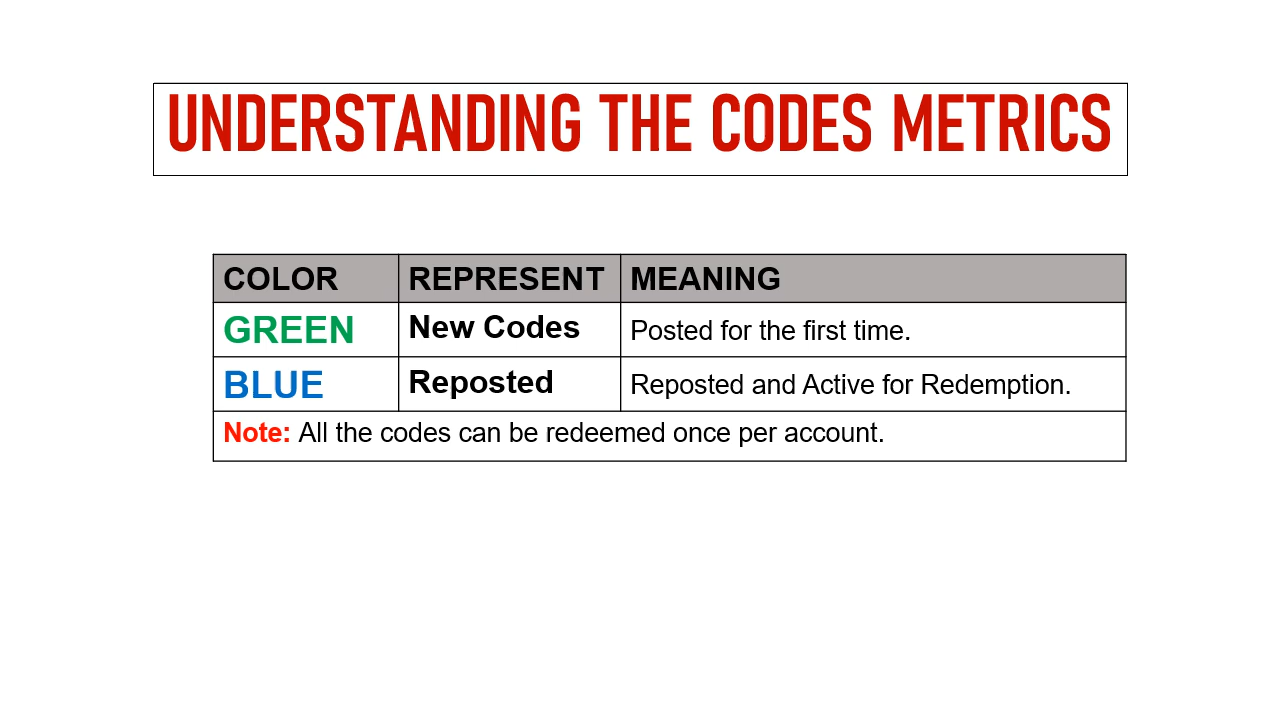 UNDERSTANDING THE CODES METRICS
COLOR REPRESENT MEANING
GREEN New Codes Posted for the first time.
BLUE Reposted Reposted and Active for Redemption.
Note: All the codes can be redeemed once per account.